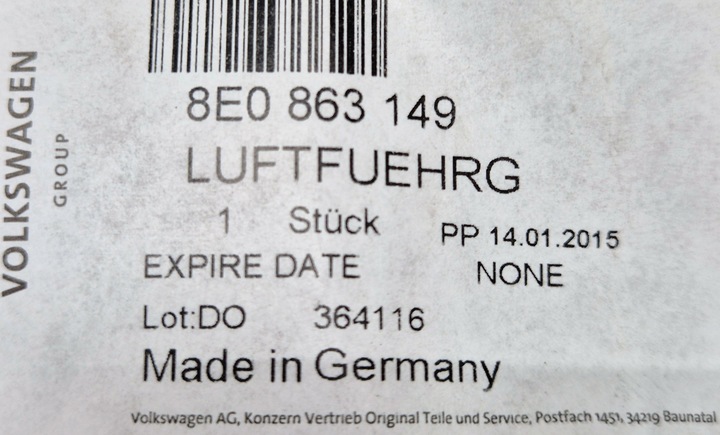 VOLKSWAGEN
GROUP
8E0 863 149
LUFTFUEHRG
1 Stück PP 14.01.2015
EXPIRE DATE NONE
Lot:DO 364116
Made in Germany
Volkswagen AG, Konzern Vertrieb Original Teile und Service, Postfach 1451, 34219 Baunatal